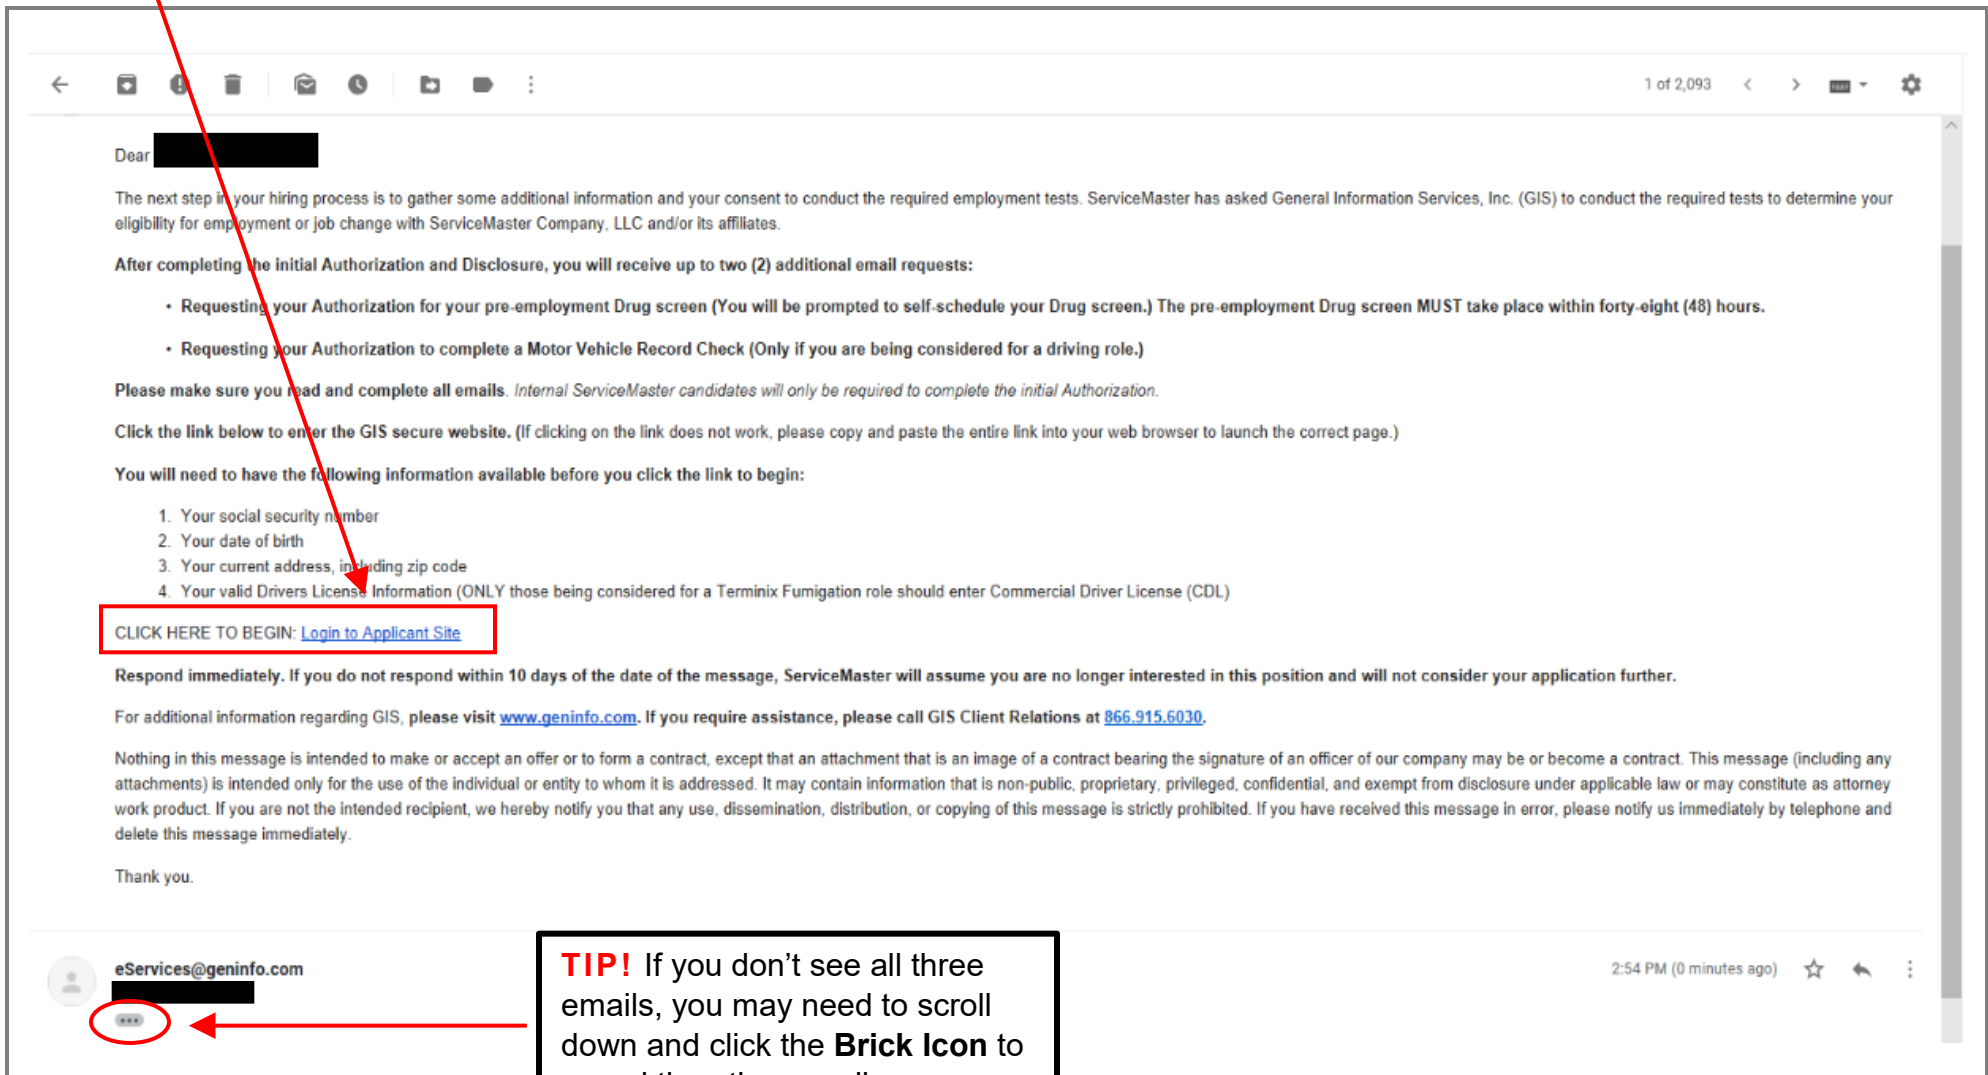 1 of 2,093
Dear
The next step in your hiring process is to gather some additional information and your consent to conduct the required employment tests. ServiceMaster has asked General Information Services, Inc. (GIS) to conduct the required tests to determine your
eligibility for employment or job change with ServiceMaster Company, LLC and/or its affiliates.
After completing the initial Authorization and Disclosure, you will receive up to two (2) additional email requests:
• Requesting your Authorization for your pre-employment Drug screen (You will be prompted to self-schedule your Drug screen.) The pre-employment Drug screen MUST take place within forty-eight (48) hours.
• Requesting your Authorization to complete a Motor Vehicle Record Check (Only if you are being considered for a driving role.)
Please make sure you read and complete all emails. Internal ServiceMaster candidates will only be required to complete the initial Authorization.
Click the link below to enter the GIS secure website. (If clicking on the link does not work, please copy and paste the entire link into your web browser to launch the correct page.)
You will need to have the following information available before you click the link to begin:
1. Your social security number
2. Your date of birth
3. Your current address, including zip code
4. Your valid Drivers License Information (ONLY those being considered for a Terminix Fumigation role should enter Commercial Driver License (CDL)
CLICK HERE TO BEGIN: Login to Applicant Site
Respond immediately. If you do not respond within 10 days of the date of the message, ServiceMaster will assume you are no longer interested in this position and will not consider your application further.
For additional information regarding GIS, please visit www.geninfo.com. If you require assistance, please call GIS Client Relations at 866.915.6030.
Nothing in this message is intended to make or accept an offer or to form a contract, except that an attachment that is an image of a contract bearing the signature of an officer of our company may be or become a contract. This message (including any
attachments) is intended only for the use of the individual or entity to whom it is addressed. It may contain information that is non-public, proprietary, privileged, confidential, and exempt from disclosure under applicable law or may constitute as attorney
work product. If you are not the intended recipient, we hereby notify you that any use, dissemination, distribution, or copying of this message is strictly prohibited. If you have received this message in error, please notify us immediately by telephone and
delete this message immediately.
Thank you.
eServices@geninfo.com
2:54 PM (0 minutes ago)
TIP! If you don’t see all three
emails, you may need to scroll
down and click the Brick Icon to